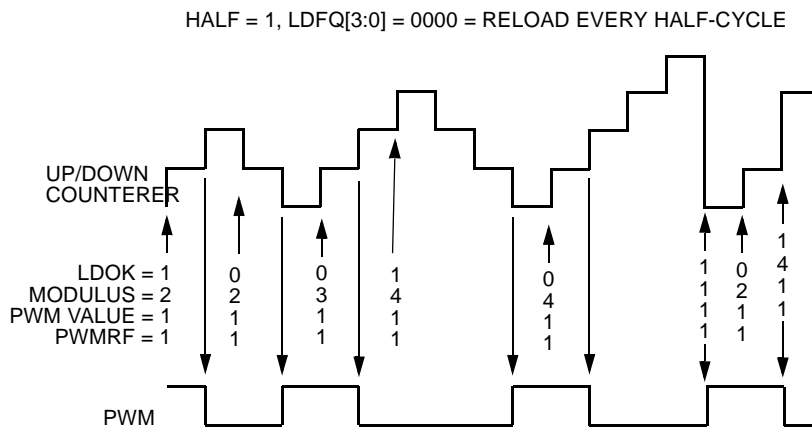 HALF = 1, LDFQ[3:0] = 0000 = RELOAD EVERY HALF-CYCLE
UP/DOWN
COUNTERER
LDOK = 1 0 0 1 0 1 0 1
MODULUS = 2 2 3 4 4 1 2 4
PWM VALUE = 1 1 1 1 1 1 1 1
PWMRF = 1 1 1 1 1 1 1 1
PWM